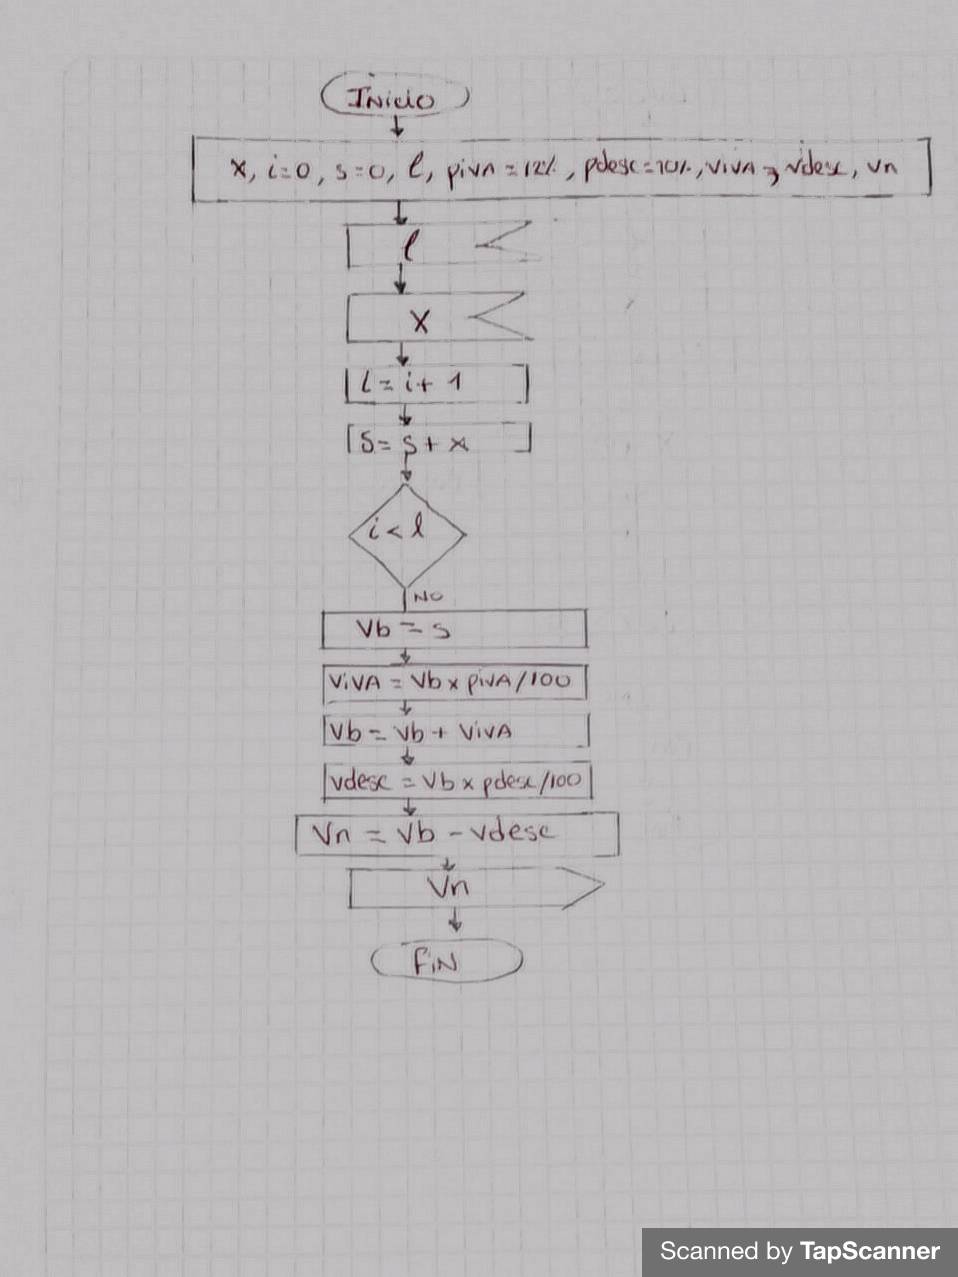 Inicio
x, i=0, s=0, l, pivA=12%, pdesc=10%, vivA, vdesc, vn
l
x
i=i+1
s=s+x
i<l
NO
Vb=s
vivA=Vb x pivA/100
Vb=Vb+vivA
vdesc=Vb x pdesc/100
Vn=Vb-vdesc
Vn
FiN
Scanned by TapScanner